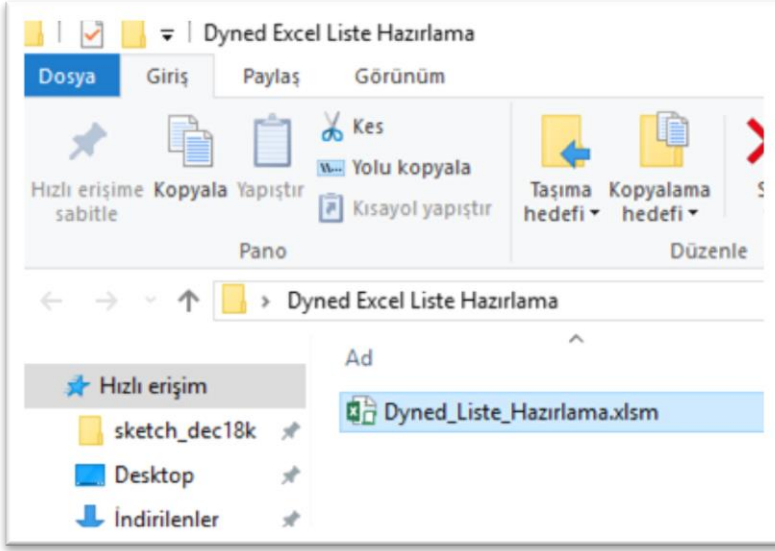 Dyned Excel Liste Hazırlama
Dosya Giriş Paylaş Görünüm
Kes
Yolu kopyala
Kısayol yapıştır
Hızlı erişime sabitle
Kopyala
Yapıştır
Taşıma hedefi
Kopyalama hedefi
S
Pano
Düzenle
Dyned Excel Liste Hazırlama
Ad
Hızlı erişim
Dyned_Liste_Hazırlama.xlsm
sketch_dec18k
Desktop
İndirilenler